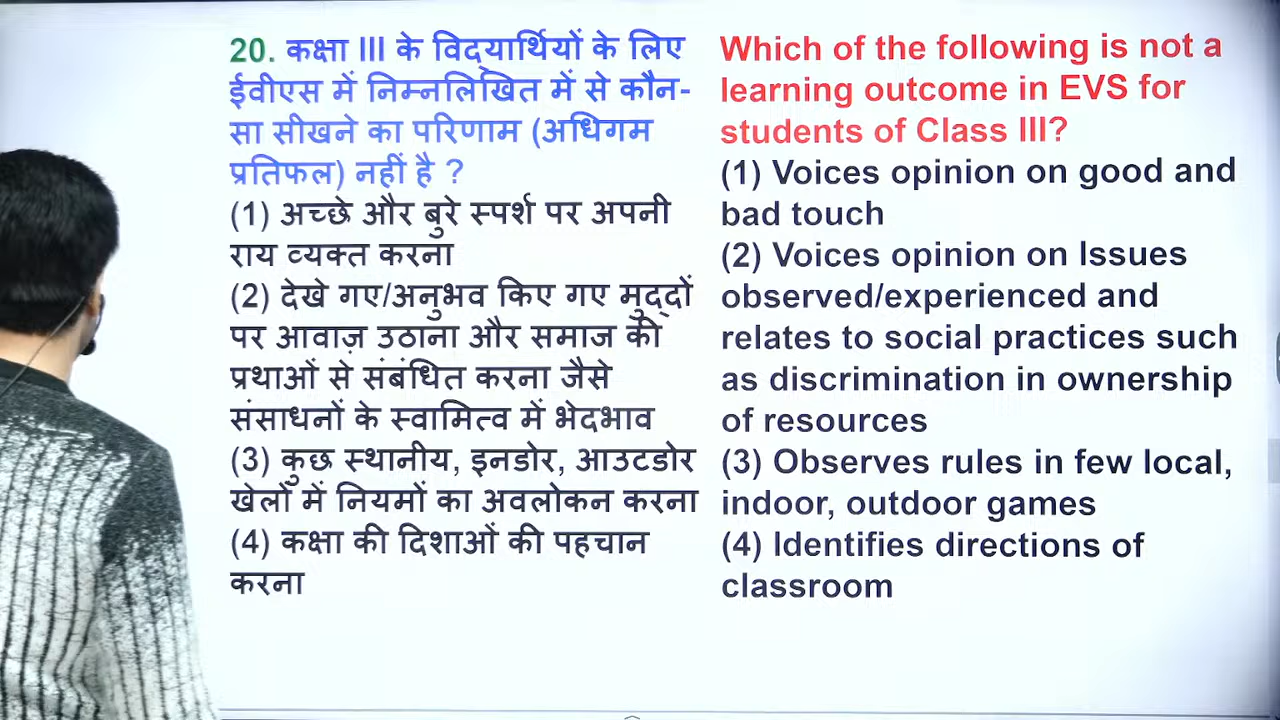 20. कक्षा III के विद्यार्थियों के लिए
ईवीएस में निम्नलिखित में से कौन-
सा सीखने का परिणाम (अधिगम
प्रतिफल) नहीं है ?
(1) अच्छे और बुरे स्पर्श पर अपनी
राय व्यक्त करना
(2) देखे गए/अनुभव किए गए मुद्दों
पर आवाज़ उठाना और समाज की
प्रथाओं से संबंधित करना जैसे
संसाधनों के स्वामित्व में भेदभाव
(3) कुछ स्थानीय, इनडोर, आउटडोर
खेलों में नियमों का अवलोकन करना
(4) कक्षा की दिशाओं की पहचान
करना
Which of the following is not a
learning outcome in EVS for
students of Class III?
(1) Voices opinion on good and
bad touch
(2) Voices opinion on Issues
observed/experienced and
relates to social practices such
as discrimination in ownership
of resources
(3) Observes rules in few local,
indoor, outdoor games
(4) Identifies directions of
classroom